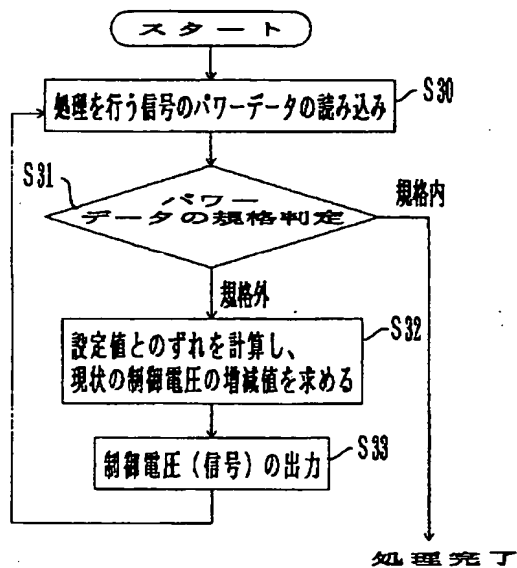 スタート
処理を行う信号のパワーデータの読み込み
S30
S31
パワー
データの規格判定
規格内
規格外
設定値とのずれを計算し、
現状の制御電圧の増減値を求める
S32
制御電圧(信号)の出力
S33
処理完了